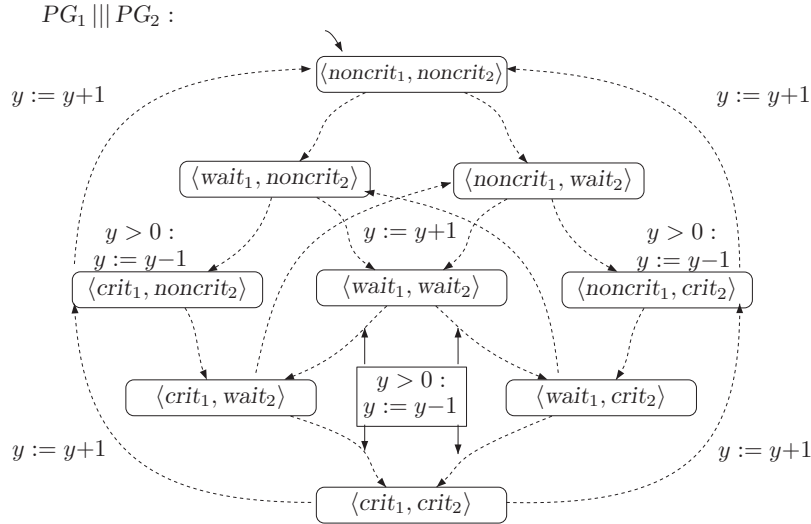 PG₁ ||| PG₂ :
⟨noncrit₁, noncrit₂⟩
y := y+1
y := y+1
⟨wait₁, noncrit₂⟩
⟨noncrit₁, wait₂⟩
y > 0 :
y := y−1
y := y+1
y > 0 :
y := y−1
⟨crit₁, noncrit₂⟩
⟨wait₁, wait₂⟩
⟨noncrit₁, crit₂⟩
⟨crit₁, wait₂⟩
y > 0 :
y := y−1
⟨wait₁, crit₂⟩
y := y+1
y := y+1
⟨crit₁, crit₂⟩